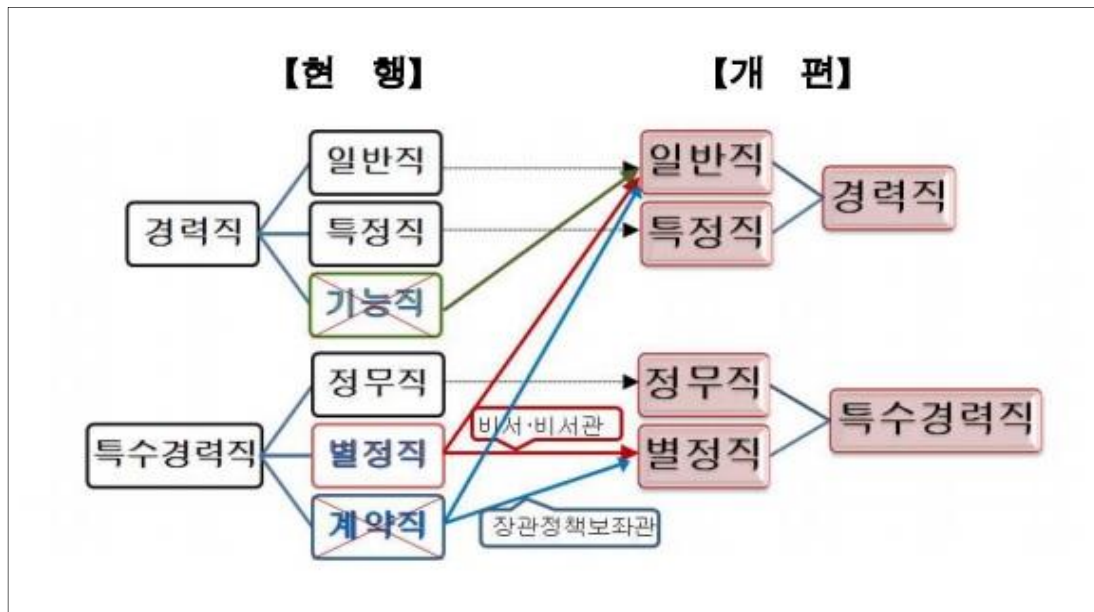 【현 행】
【개 편】
경력직
일반직
특정직
기능직
특수경력직
정무직
별정직
계약직
비서·비서관
장관정책보좌관
일반직
특정직
경력직
정무직
별정직
특수경력직